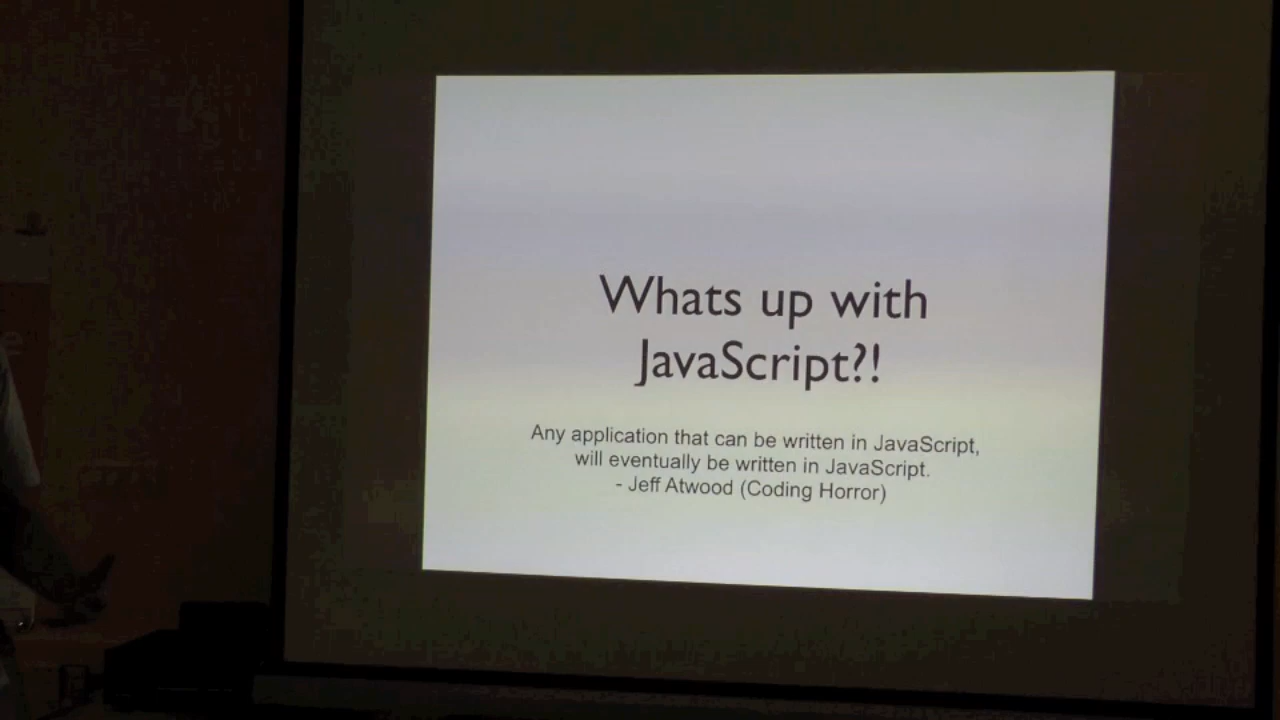 Whats up with
JavaScript?!
Any application that can be written in JavaScript,
will eventually be written in JavaScript.
- Jeff Atwood (Coding Horror)